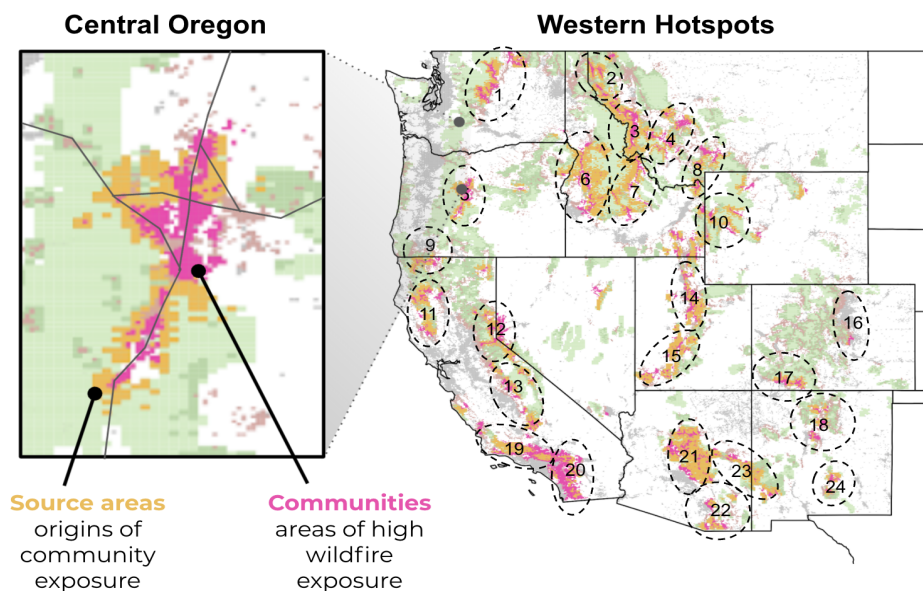 Central Oregon
Western Hotspots
1
2
3
4
5
6
7
8
9
10
11
12
13
14
15
16
17
18
19
20
21
22
23
24
Source areas
origins of
community
exposure
Communities
areas of high
wildfire
exposure